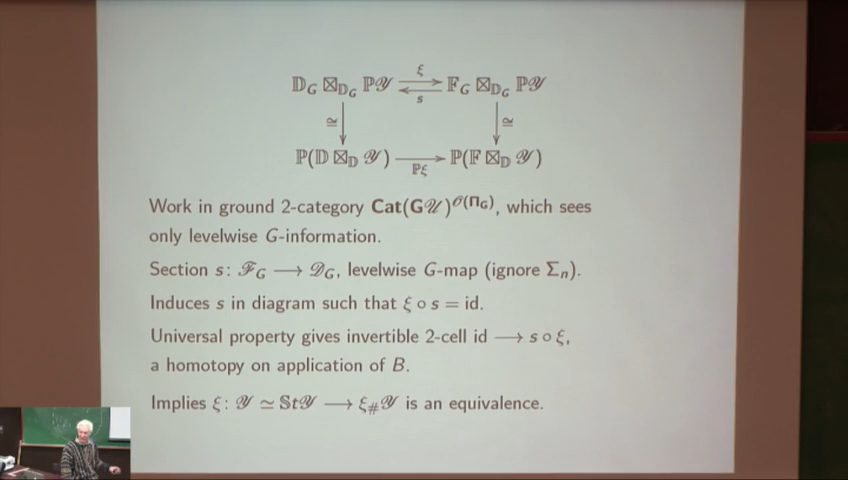 𝔻_G ⊠_{𝔻_G} ℙ𝒴 ⇄ 𝔽_G ⊠_{𝔻_G} ℙ𝒴
ξ
s
≅ ≅
ℙ(𝔻 ⊠_𝔻 𝒴) ⟶ ℙ(𝔽 ⊠_𝔻 𝒴)
ℙξ
Work in ground 2-category Cat(G𝒰)^{𝒪(Π_G)}, which sees
only levelwise G-information.
Section s: ℱ_G ⟶ 𝒟_G, levelwise G-map (ignore Σ_n).
Induces s in diagram such that ξ ∘ s = id.
Universal property gives invertible 2-cell id ⟶ s ∘ ξ,
a homotopy on application of B.
Implies ξ: 𝒴 ≃ 𝕊t𝒴 ⟶ ξ_#𝒴 is an equivalence.